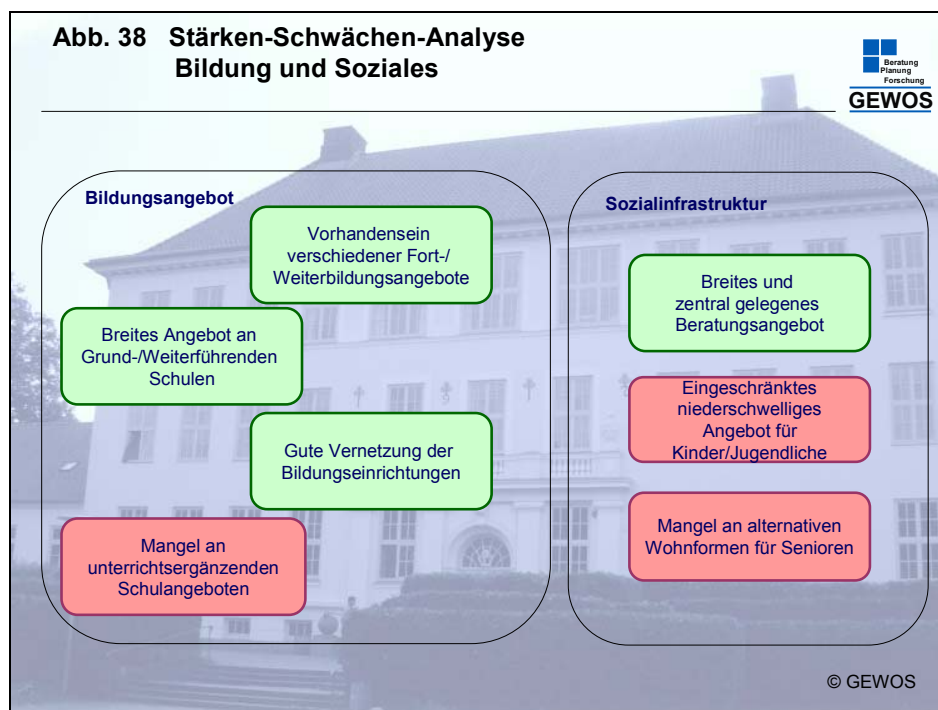 Abb. 38 Stärken-Schwächen-Analyse
Bildung und Soziales
Beratung
Planung
Forschung
GEWOS
Bildungsangebot
Vorhandensein
verschiedener Fort-/
Weiterbildungsangebote
Breites Angebot an
Grund-/Weiterführenden
Schulen
Gute Vernetzung der
Bildungseinrichtungen
Mangel an
unterrichtsergänzenden
Schulangeboten
Sozialinfrastruktur
Breites und
zentral gelegenes
Beratungsangebot
Eingeschränktes
niederschwelliges
Angebot für
Kinder/Jugendliche
Mangel an alternativen
Wohnformen für Senioren
© GEWOS